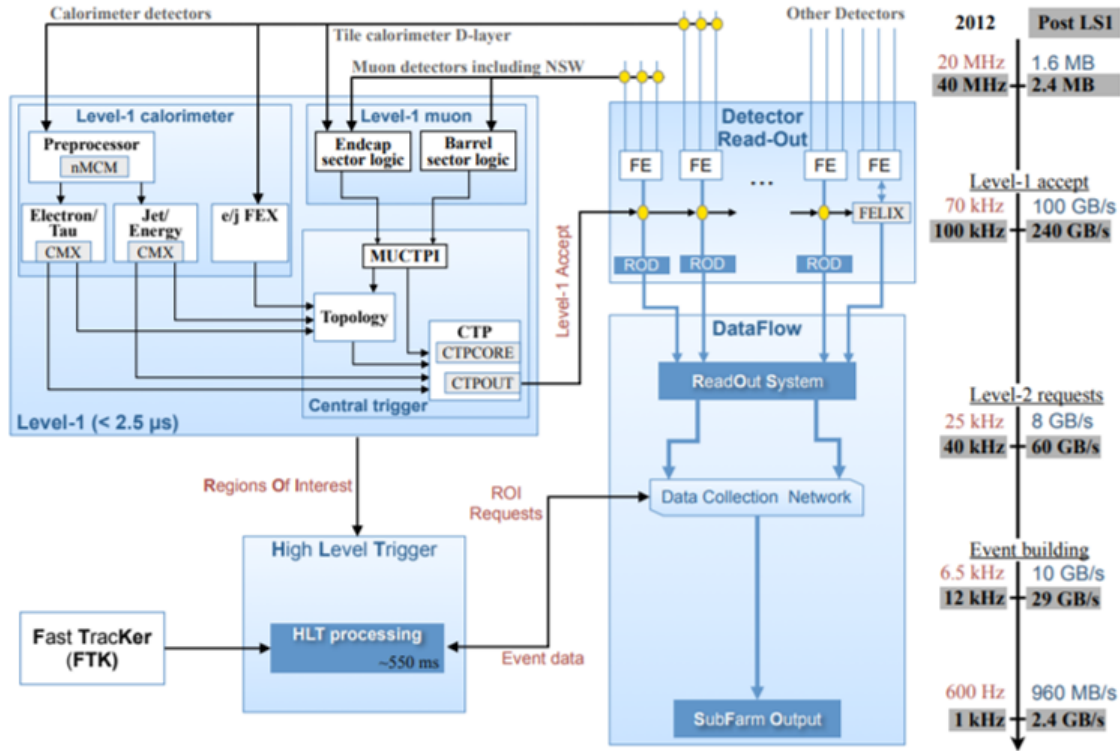 Calorimeter detectors
Other Detectors
2012
Post LS1
Tile calorimeter D-layer
Muon detectors including NSW
20 MHz
1.6 MB
40 MHz
2.4 MB
Level-1 calorimeter
Preprocessor
nMCM
Electron/
Tau
CMX
Jet/
Energy
CMX
e/j FEX
Level-1 muon
Endcap
sector logic
Barrel
sector logic
MUCTPI
Topology
CTP
CTPCORE
CTPOUT
Central trigger
Level-1 (< 2.5 µs)
Level-1 Accept
Detector
Read-Out
FE
FE
FE
FE
...
FELIX
ROD
ROD
ROD
Level-1 accept
70 kHz
100 GB/s
100 kHz
240 GB/s
DataFlow
ReadOut System
Data Collection Network
SubFarm Output
Level-2 requests
25 kHz
8 GB/s
40 kHz
60 GB/s
Regions Of Interest
ROI
Requests
High Level Trigger
HLT processing
~550 ms
Event data
Fast TracKer
(FTK)
Event building
6.5 kHz
10 GB/s
12 kHz
29 GB/s
600 Hz
960 MB/s
1 kHz
2.4 GB/s